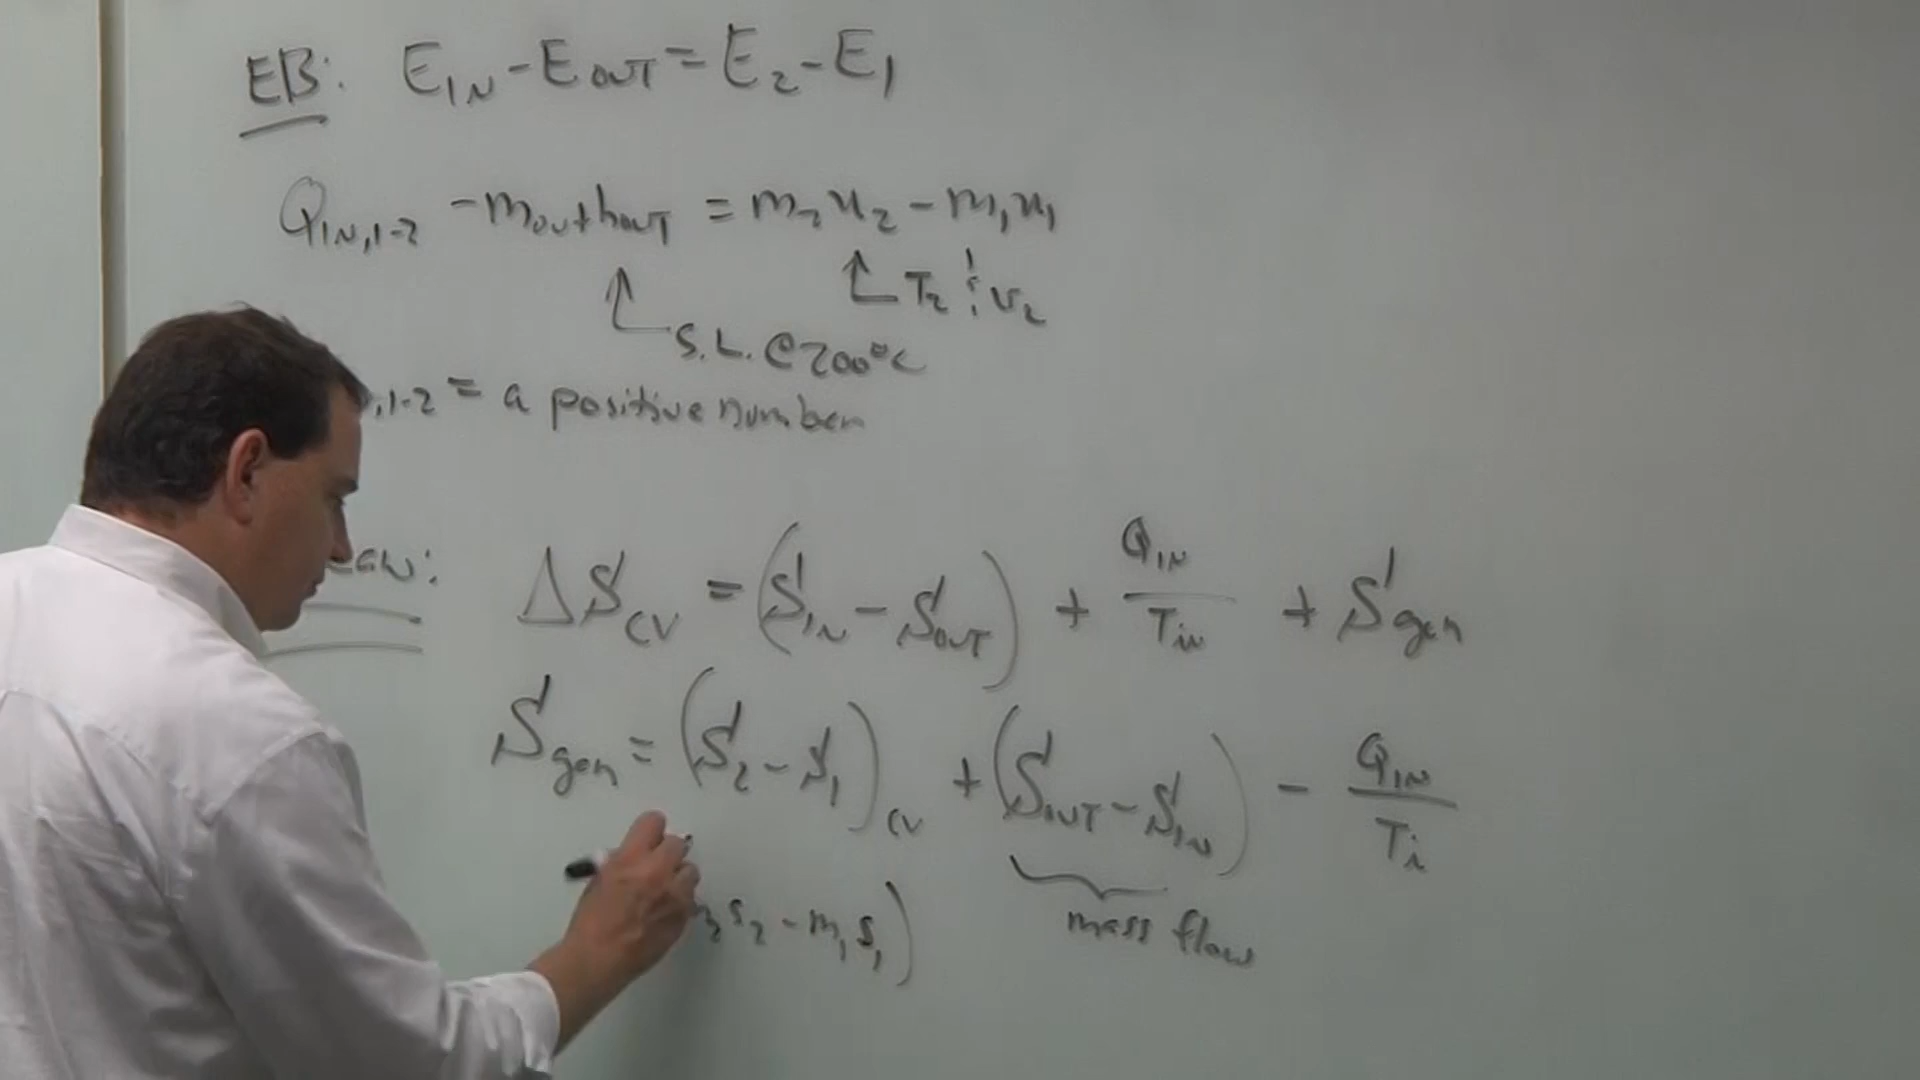 EB: E_IN - E_OUT = E_2 - E_1
Q_IN,1-2 - m_out h_out = m_2 u_2 - m_1 u_1
T_2 & v_2
S.L. @ 200°C
,1-2 = a positive number
Law: ΔS_CV = (S_IN - S_OUT) + Q_IN/T_in + S_gen
S_gen = (S_2 - S_1)_CV + (S_OUT - S_IN) - Q_IN/T_i
s_2 - m_1 s_1)
mass flow